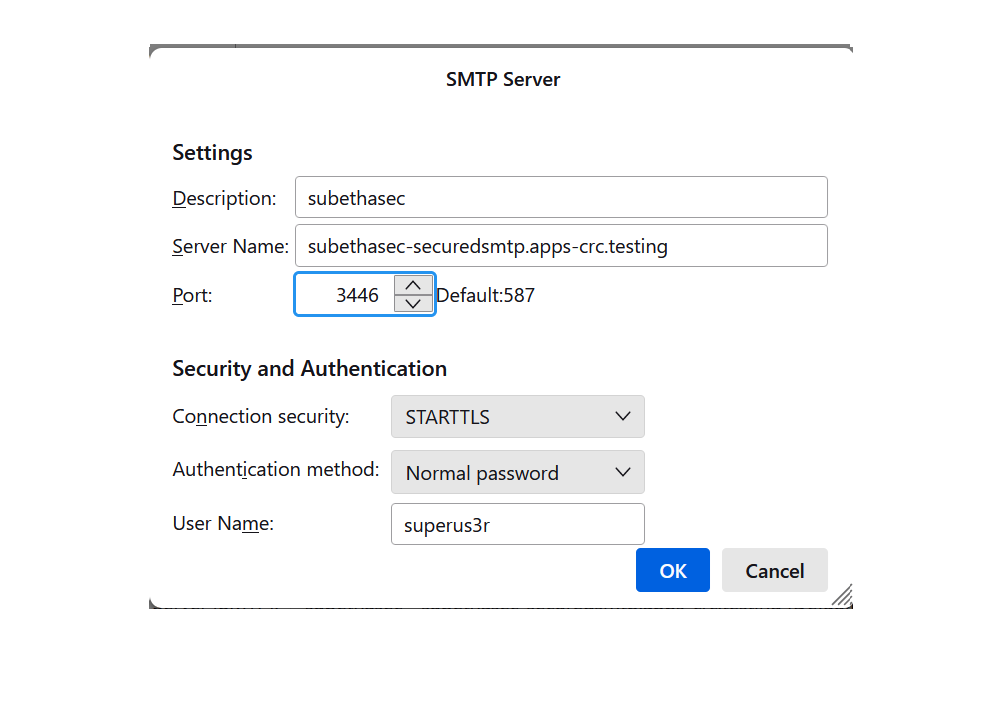 SMTP Server
Settings
Description: subethasec
Server Name: subethasec-securedsmtp.apps-crc.testing
Port: 3446 Default:587
Security and Authentication
Connection security: STARTTLS
Authentication method: Normal password
User Name: superus3r
OK Cancel